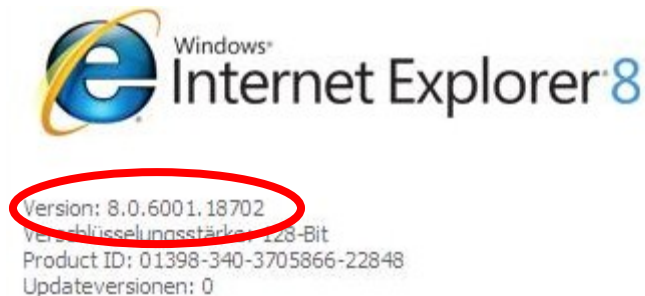 Windows®
Internet Explorer 8
Version: 8.0.6001.18702
Verschlüsselungsstärke: 128-Bit
Product ID: 01398-340-3705866-22848
Updateversionen: 0